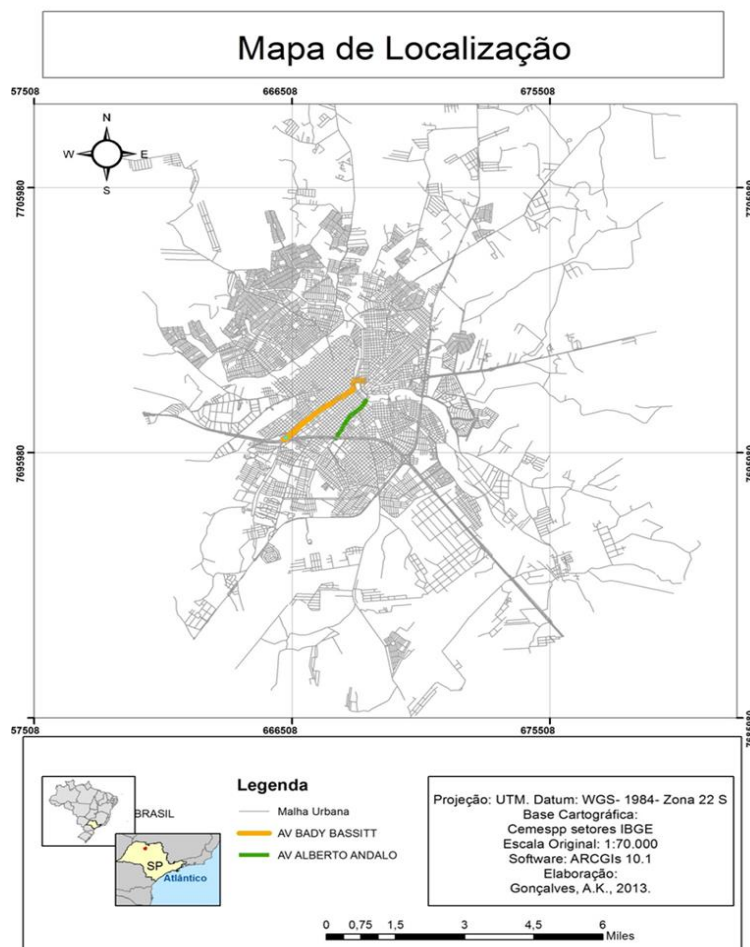 Mapa de Localização
57508
666508
675508
N
W
E
S
7705980
7705980
7695980
7695980
7685980
57508
666508
675508
BRASIL
SP
Atlântico
Legenda
Malha Urbana
AV BADY BASSITT
AV ALBERTO ANDALO
Projeção: UTM. Datum: WGS- 1984- Zona 22 S
Base Cartográfica:
Cemespp setores IBGE
Escala Original: 1:70.000
Software: ARCGIs 10.1
Elaboração:
Gonçalves, A.K., 2013.
0 0,75 1,5 3 4,5 6
Miles